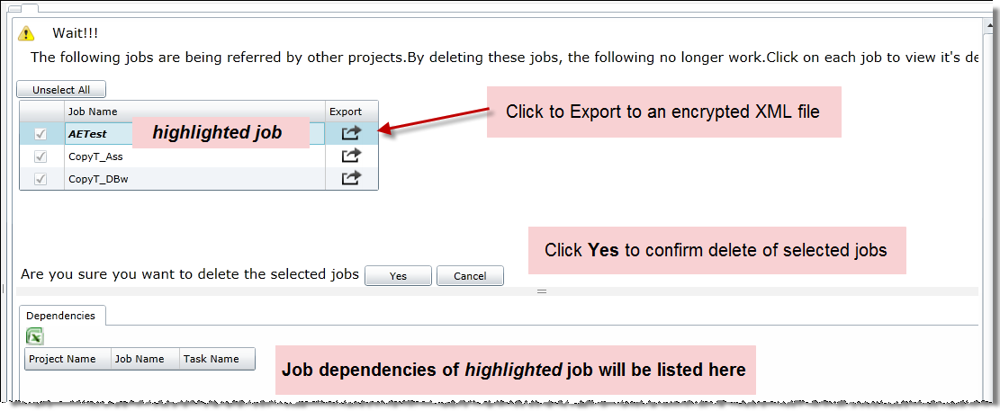 Wait!!!
The following jobs are being referred by other projects.By deleting these jobs, the following no longer work.Click on each job to view it's de
Unselect All
Job Name Export
AETest highlighted job
Click to Export to an encrypted XML file
CopyT_Ass
CopyT_DBw
Click Yes to confirm delete of selected jobs
Are you sure you want to delete the selected jobs Yes Cancel
Dependencies
Project Name Job Name Task Name
Job dependencies of highlighted job will be listed here